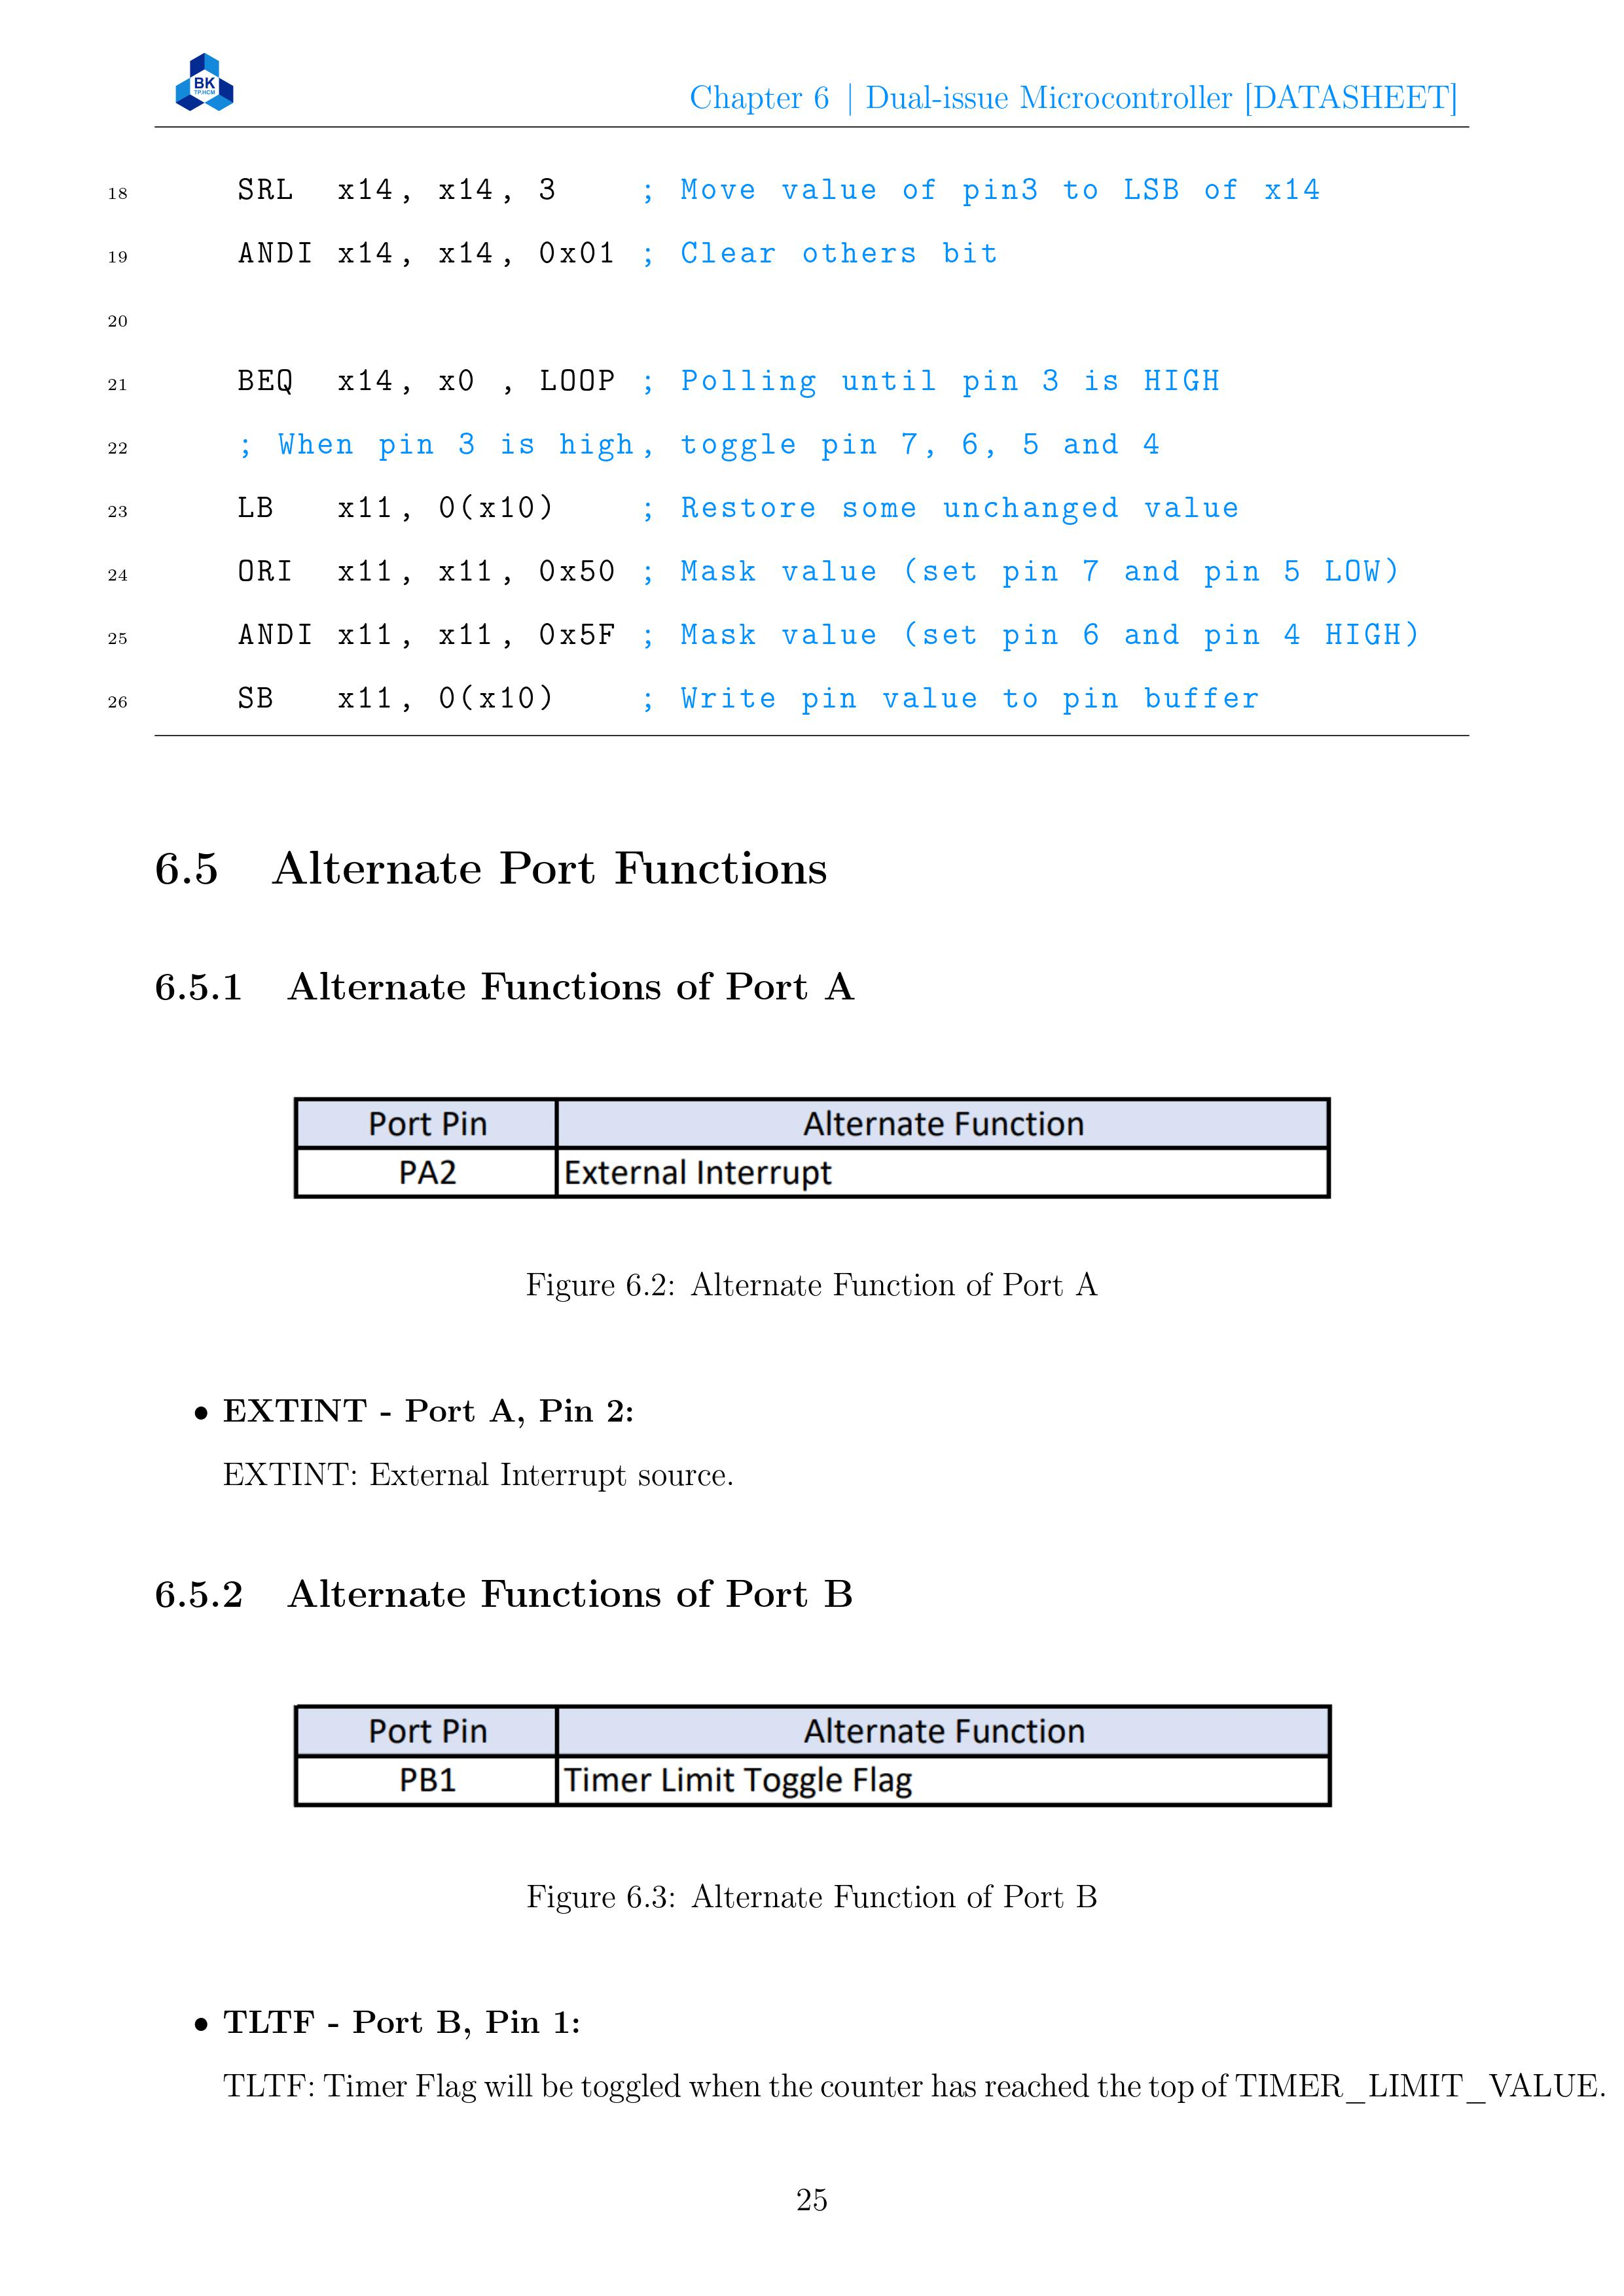 BK
TP.HCM
Chapter 6 | Dual-issue Microcontroller [DATASHEET]
18 SRL x14, x14, 3 ; Move value of pin3 to LSB of x14
19 ANDI x14, x14, 0x01 ; Clear others bit
20
21 BEQ x14, x0 , LOOP ; Polling until pin 3 is HIGH
22 ; When pin 3 is high, toggle pin 7, 6, 5 and 4
23 LB x11, 0(x10) ; Restore some unchanged value
24 ORI x11, x11, 0x50 ; Mask value (set pin 7 and pin 5 LOW)
25 ANDI x11, x11, 0x5F ; Mask value (set pin 6 and pin 4 HIGH)
26 SB x11, 0(x10) ; Write pin value to pin buffer
6.5 Alternate Port Functions
6.5.1 Alternate Functions of Port A
Port Pin Alternate Function
PA2 External Interrupt
Figure 6.2: Alternate Function of Port A
• EXTINT - Port A, Pin 2:
EXTINT: External Interrupt source.
6.5.2 Alternate Functions of Port B
Port Pin Alternate Function
PB1 Timer Limit Toggle Flag
Figure 6.3: Alternate Function of Port B
• TLTF - Port B, Pin 1:
TLTF: Timer Flag will be toggled when the counter has reached the top of TIMER_LIMIT_VALUE.
25